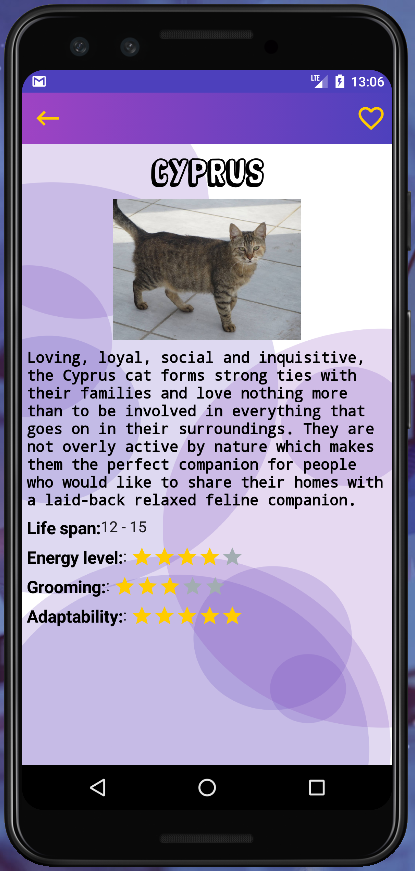 LTE 13:06
CYPRUS
Loving, loyal, social and inquisitive,
the Cyprus cat forms strong ties with
their families and love nothing more
than to be involved in everything that
goes on in their surroundings. They are
not overly active by nature which makes
them the perfect companion for people
who would like to share their homes with
a laid-back relaxed feline companion.
Life span:12 - 15
Energy level::
Grooming::
Adaptability::